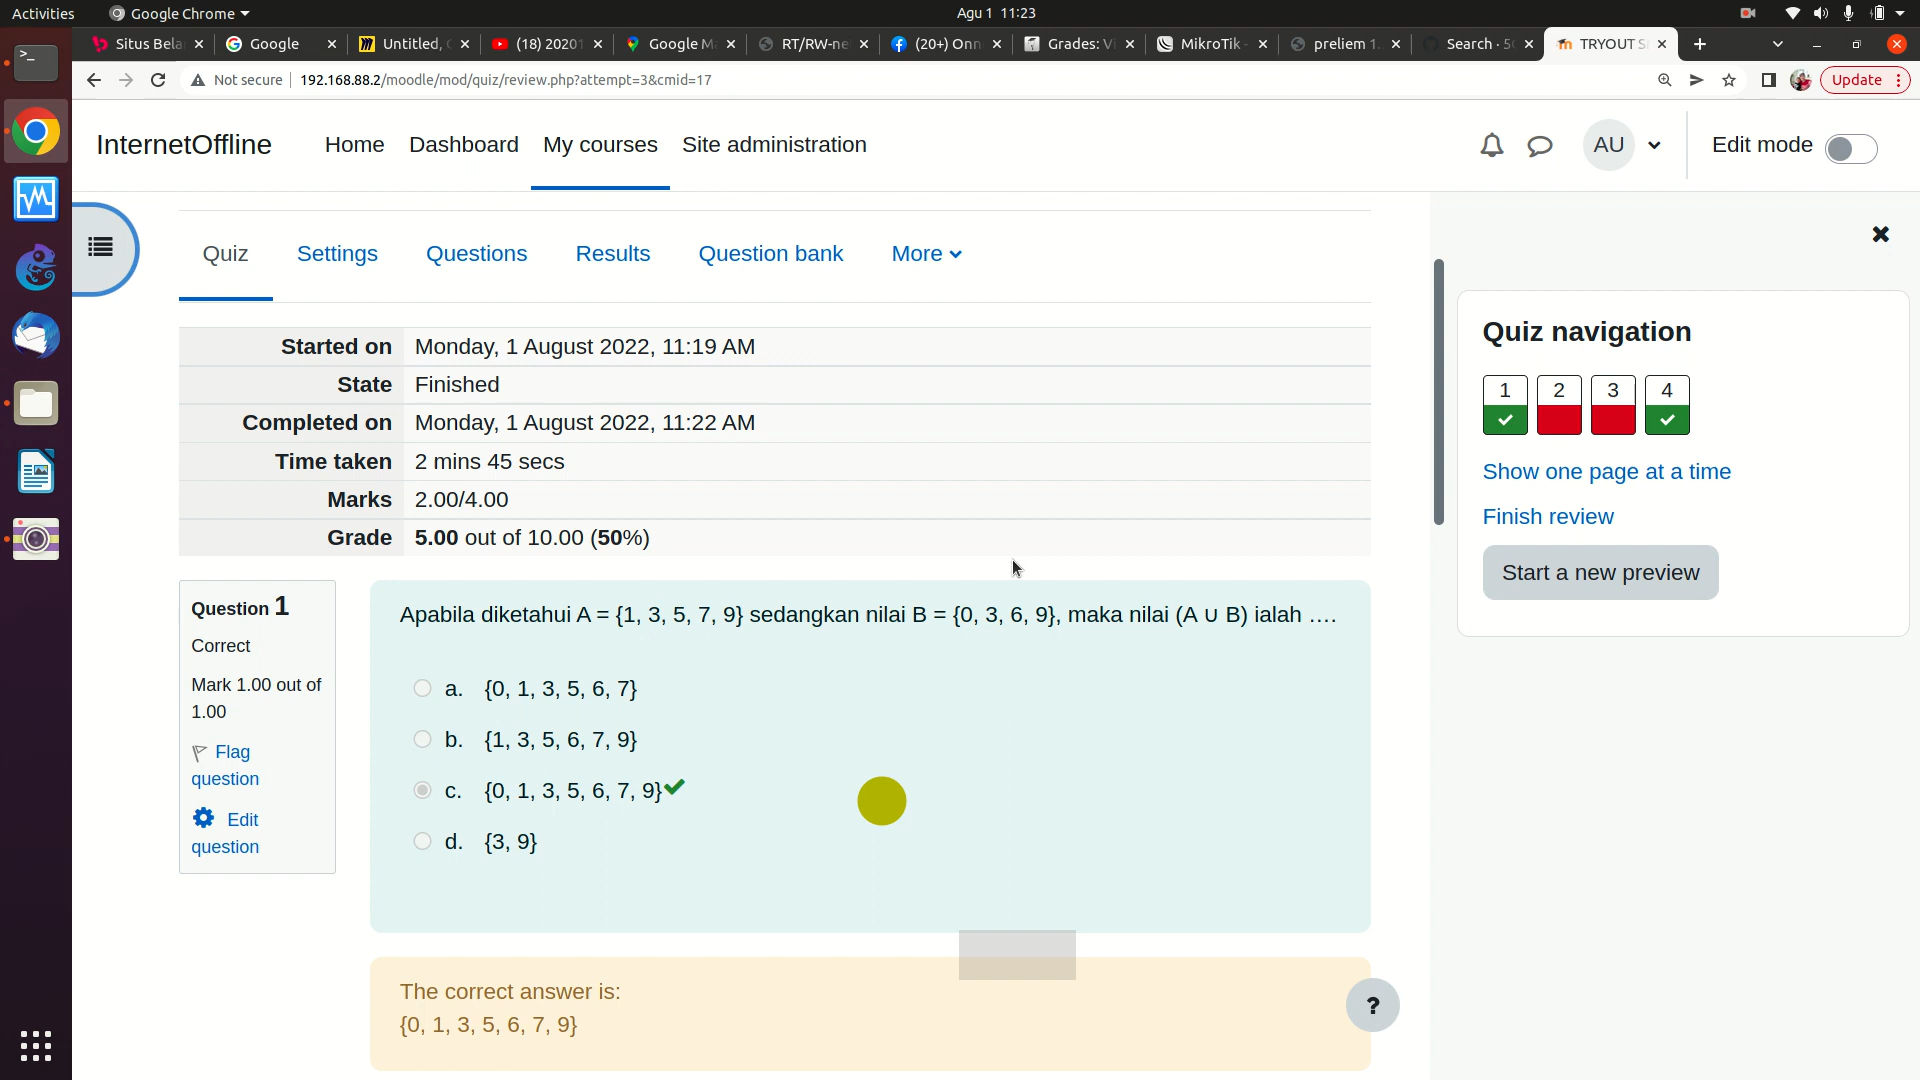 Activities
Google Chrome
Agu 1 11:23
Situs Bela
Google
Untitled,
(18) 20201
Google M
RT/RW-ne
(20+) Onn
Grades: Vi
MikroTik
preliem 1.
Search · 5
TRYOUT S
Not secure
192.168.88.2/moodle/mod/quiz/review.php?attempt=3&cmid=17
Update
InternetOffline
Home
Dashboard
My courses
Site administration
AU
Edit mode
Quiz
Settings
Questions
Results
Question bank
More
Started on Monday, 1 August 2022, 11:19 AM
State Finished
Completed on Monday, 1 August 2022, 11:22 AM
Time taken 2 mins 45 secs
Marks 2.00/4.00
Grade 5.00 out of 10.00 (50%)
Question 1
Correct
Mark 1.00 out of
1.00
Flag
question
Edit
question
Apabila diketahui A = {1, 3, 5, 7, 9} sedangkan nilai B = {0, 3, 6, 9}, maka nilai (A ∪ B) ialah ….
a. {0, 1, 3, 5, 6, 7}
b. {1, 3, 5, 6, 7, 9}
c. {0, 1, 3, 5, 6, 7, 9}
d. {3, 9}
The correct answer is:
{0, 1, 3, 5, 6, 7, 9}
Quiz navigation
1 2 3 4
Show one page at a time
Finish review
Start a new preview
?